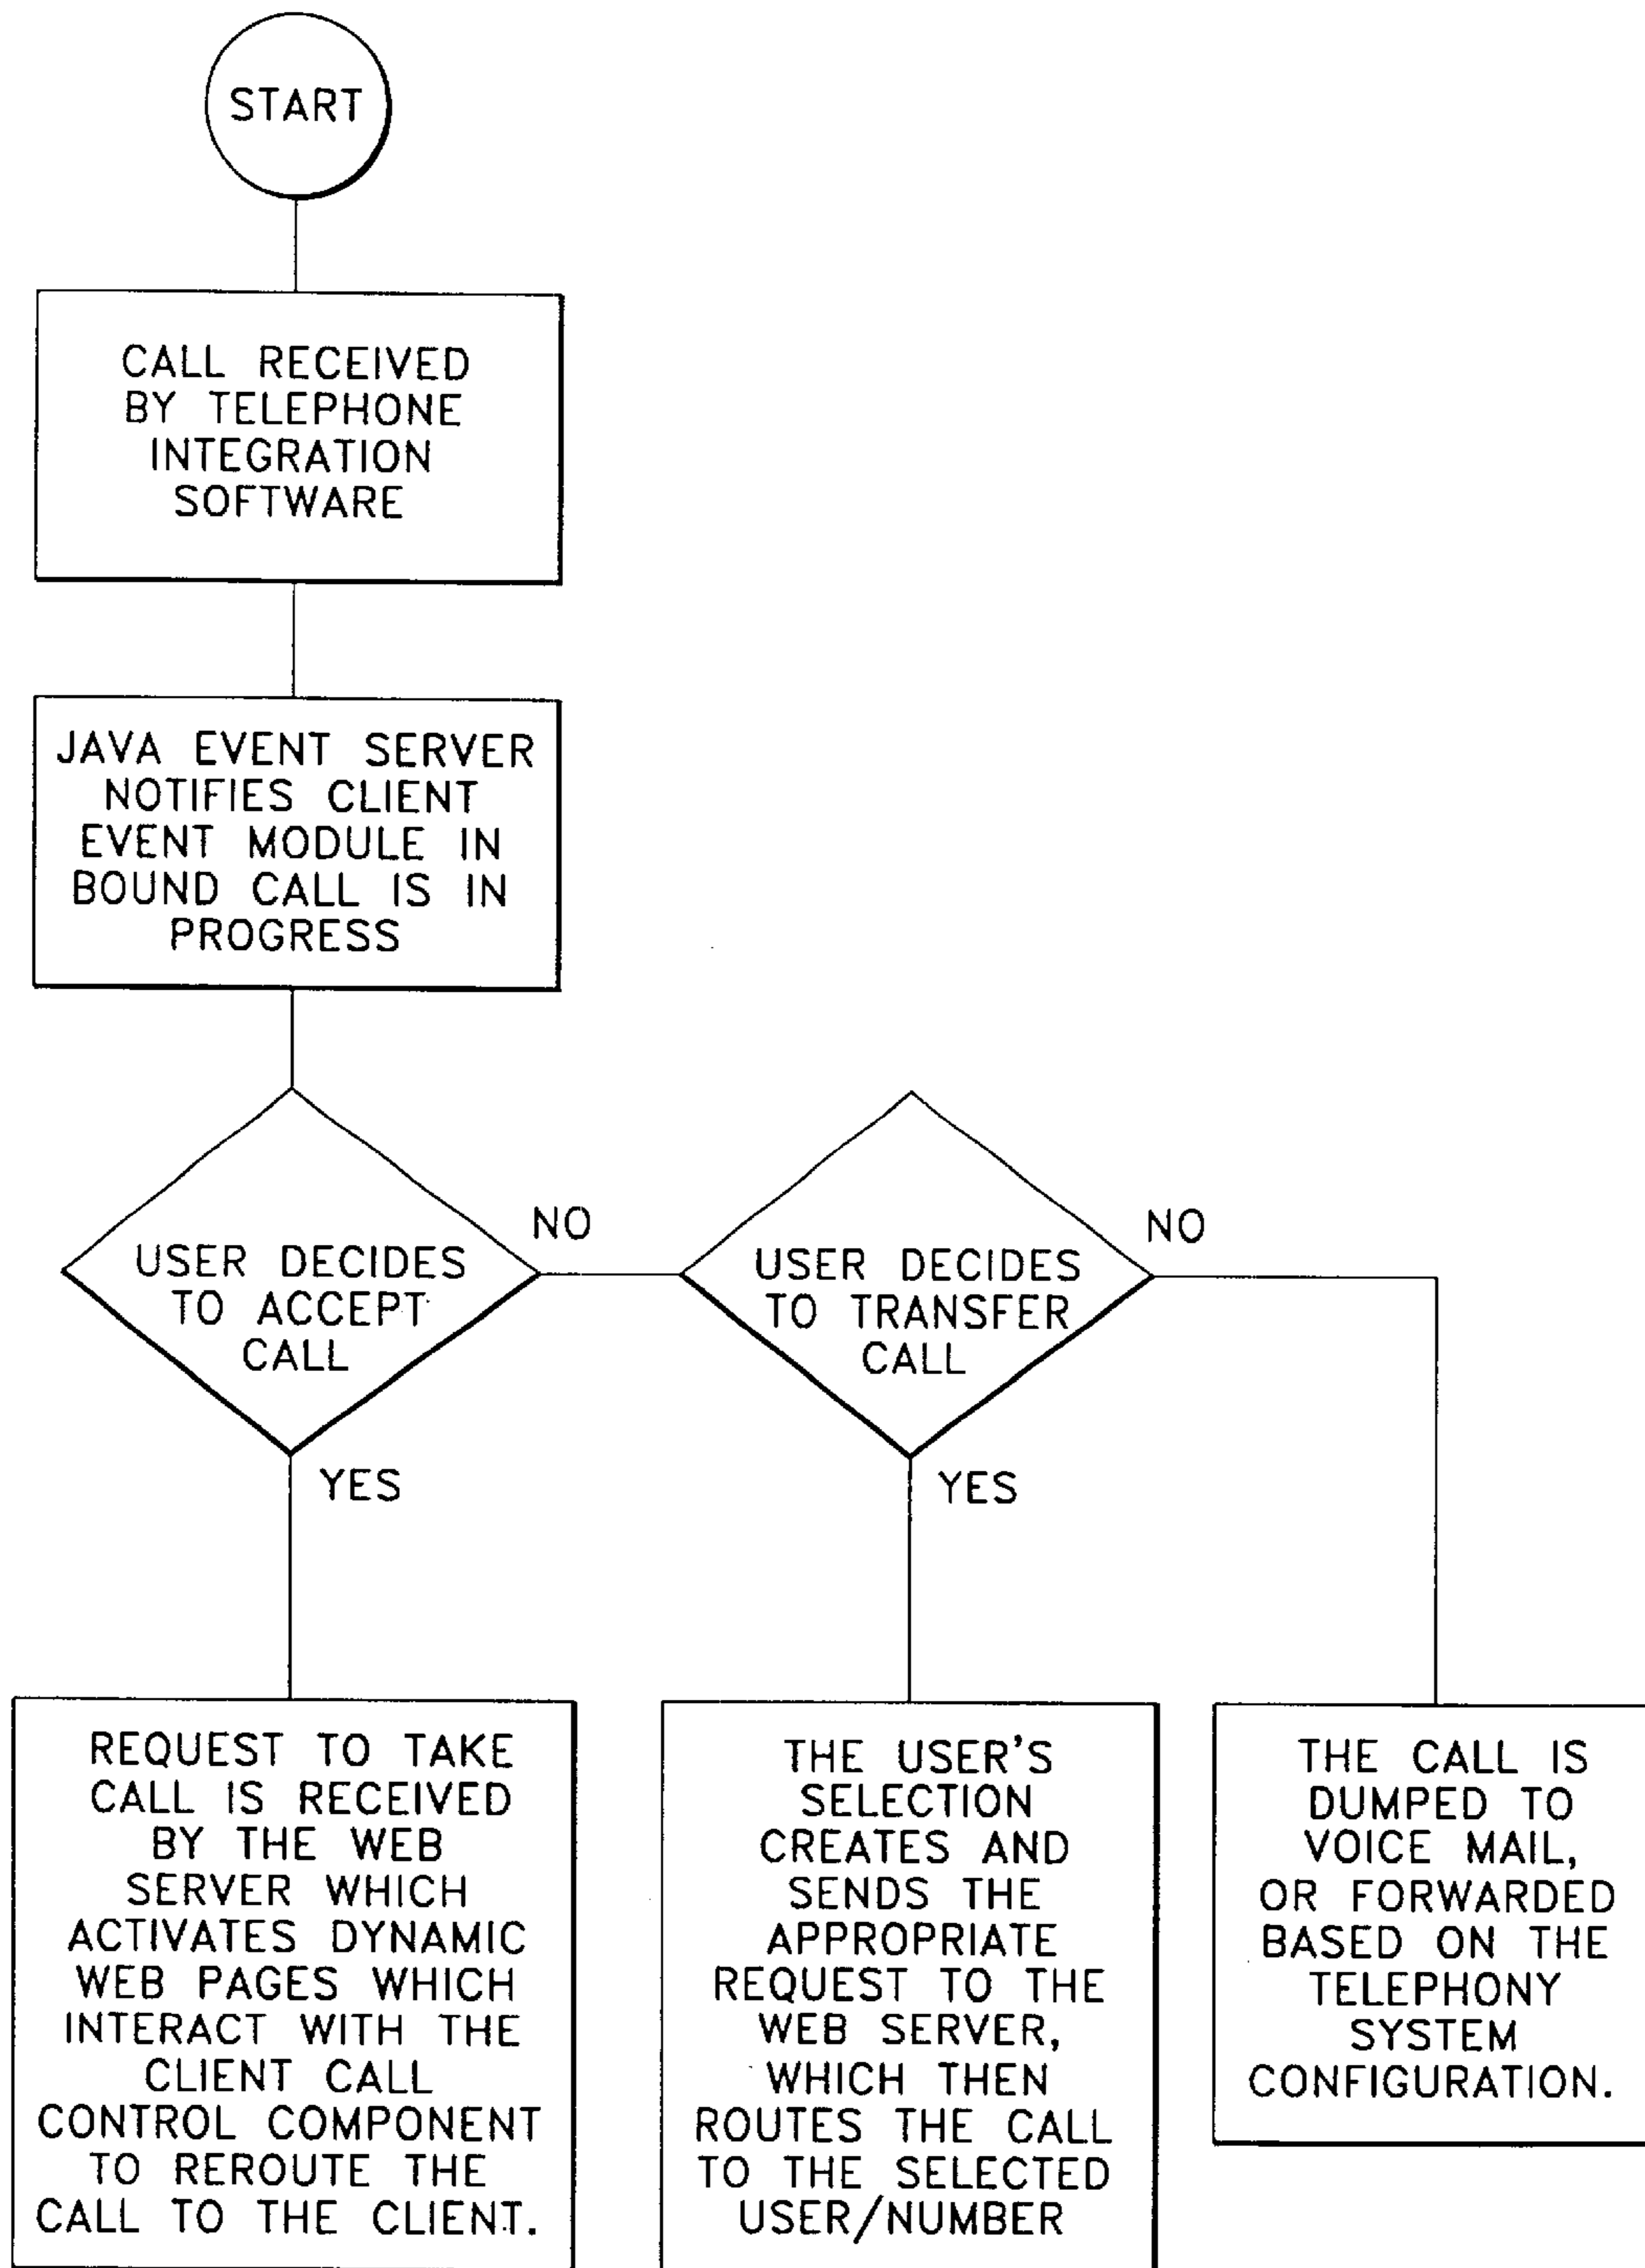 START
CALL RECEIVED
BY TELEPHONE
INTEGRATION
SOFTWARE
JAVA EVENT SERVER
NOTIFIES CLIENT
EVENT MODULE IN
BOUND CALL IS IN
PROGRESS
USER DECIDES
TO ACCEPT
CALL
NO
YES
USER DECIDES
TO TRANSFER
CALL
NO
YES
REQUEST TO TAKE
CALL IS RECEIVED
BY THE WEB
SERVER WHICH
ACTIVATES DYNAMIC
WEB PAGES WHICH
INTERACT WITH THE
CLIENT CALL
CONTROL COMPONENT
TO REROUTE THE
CALL TO THE CLIENT.
THE USER'S
SELECTION
CREATES AND
SENDS THE
APPROPRIATE
REQUEST TO THE
WEB SERVER,
WHICH THEN
ROUTES THE CALL
TO THE SELECTED
USER/NUMBER
THE CALL IS
DUMPED TO
VOICE MAIL,
OR FORWARDED
BASED ON THE
TELEPHONY
SYSTEM
CONFIGURATION.